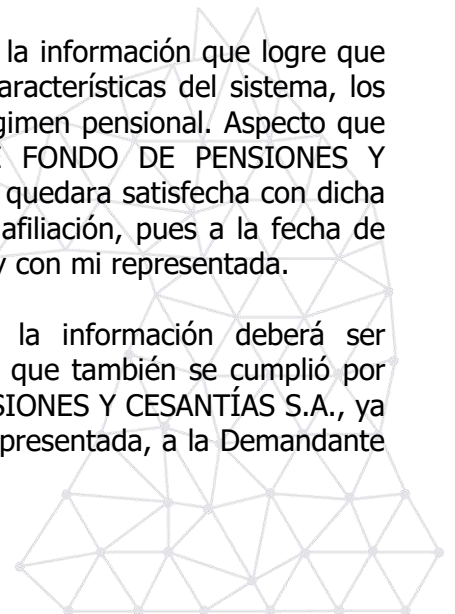 la información que logre que
aracterísticas del sistema, los
gimen pensional. Aspecto que
FONDO DE PENSIONES Y
quedara satisfecha con dicha
afiliación, pues a la fecha de
y con mi representada.
la información deberá ser
que también se cumplió por
SIONES Y CESANTÍAS S.A., ya
presentada, a la Demandante